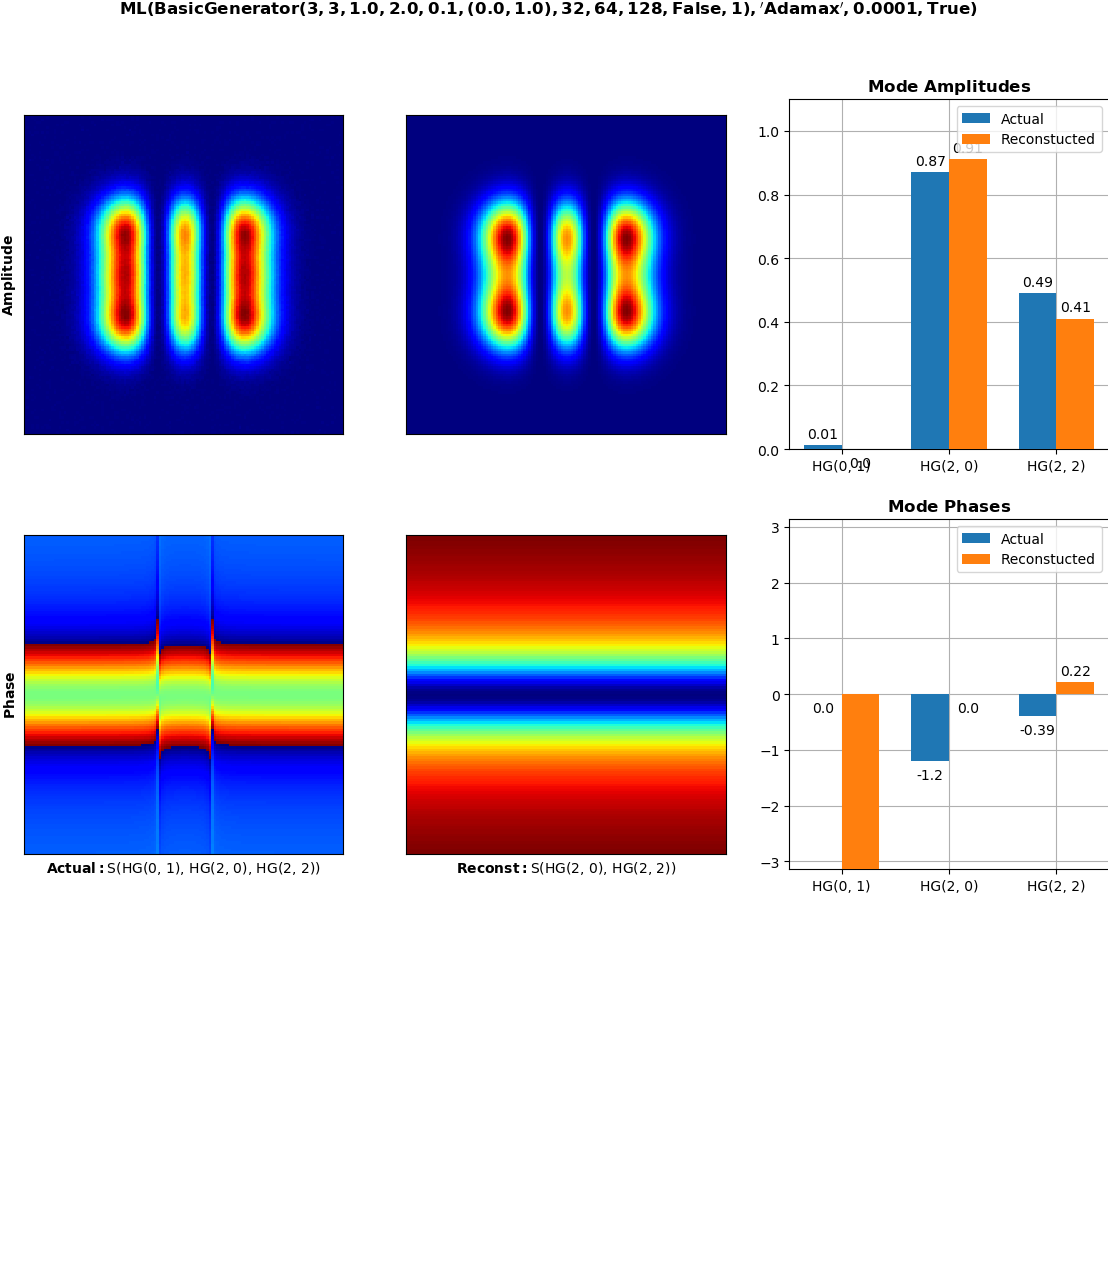 ML(BasicGenerator(3, 3, 1.0, 2.0, 0.1, (0.0, 1.0), 32, 64, 128, False, 1), 'Adamax', 0.0001, True)
Amplitude
Mode Amplitudes
Actual
Reconstucted
1.0
0.8
0.6
0.4
0.2
0.0
0.01
0.0
0.87
0.91
0.49
0.41
HG(0, 1)
HG(2, 0)
HG(2, 2)
Phase
Actual: S(HG(0, 1), HG(2, 0), HG(2, 2))
Reconst: S(HG(2, 0), HG(2, 2))
Mode Phases
Actual
Reconstucted
3
2
1
0
−1
−2
−3
0.0
-1.2
0.0
-0.39
0.22
HG(0, 1)
HG(2, 0)
HG(2, 2)